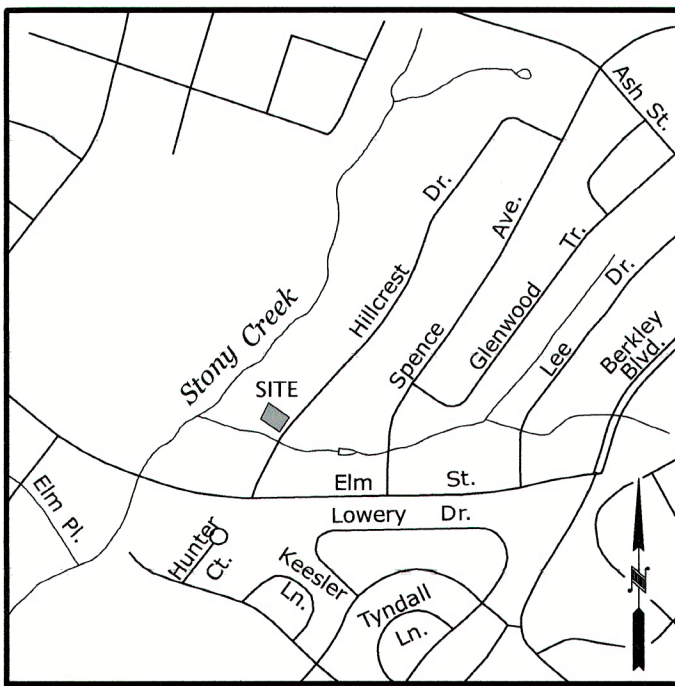 Ash St.
Hillcrest Dr.
Spence Ave.
Glenwood Tr.
Lee Dr.
Berkley
Blvd.
Stony Creek
SITE
Elm St.
Elm Pl.
Lowery Dr.
Hunter
Ct.
Keesler
Ln.
Tyndall
Ln.
N